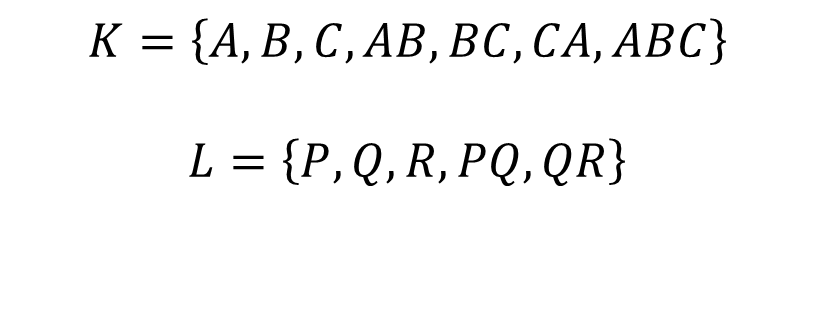 K = {A, B, C, AB, BC, CA, ABC}
L = {P, Q, R, PQ, QR}